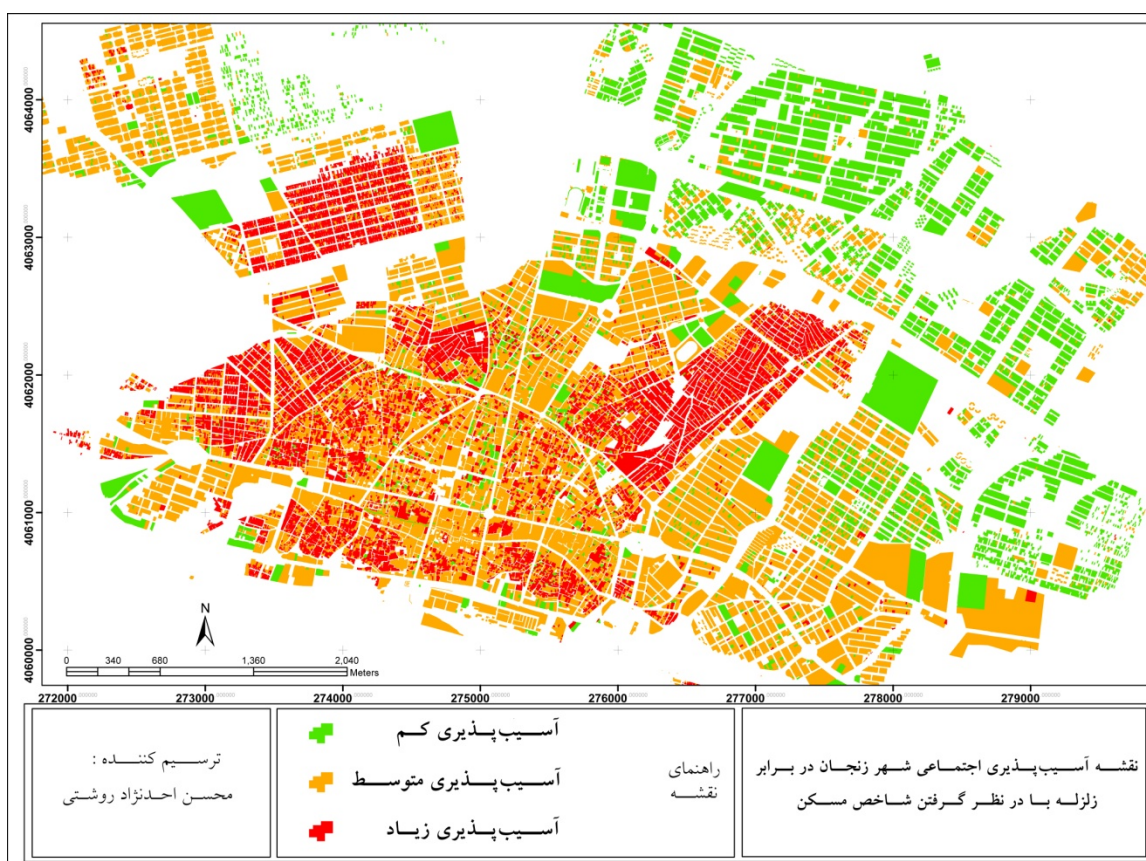 4064000
4063000
4062000
4061000
4060000
N
0 340 680 1,360 2,040
Meters
272000 273000 274000 275000 276000 277000 278000 279000
نقشه آسیب‌پذیری اجتماعی شهر زنجان در برابر
زلزله با در نظر گرفتن شاخص مسکن
راهنمای
نقشه
آسیب‌پذیری کم
آسیب‌پذیری متوسط
آسیب‌پذیری زیاد
ترسیم کننده :
محسن احدنژاد روشتی